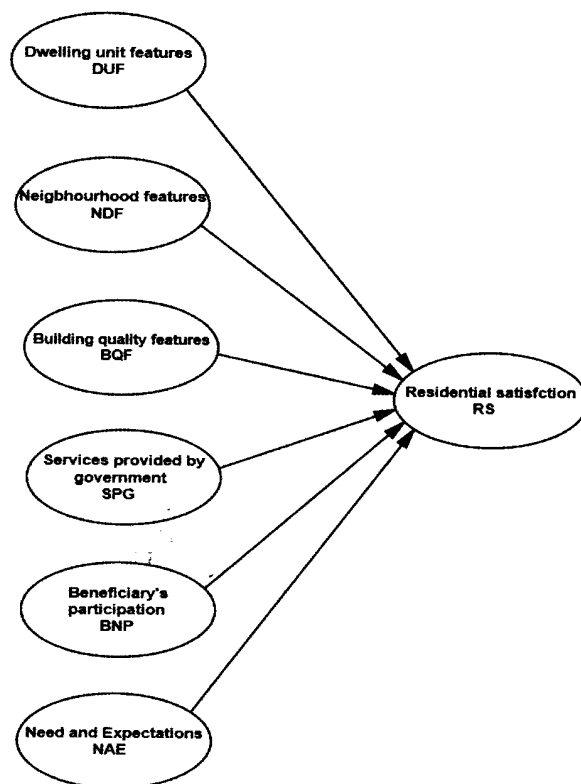 Dwelling unit features
DUF
Neigbhourhood features
NDF
Building quality features
BQF
Residential satisfction
RS
Services provided by
government
SPG
Beneficiary's
participation
BNP
Need and Expectations
NAE